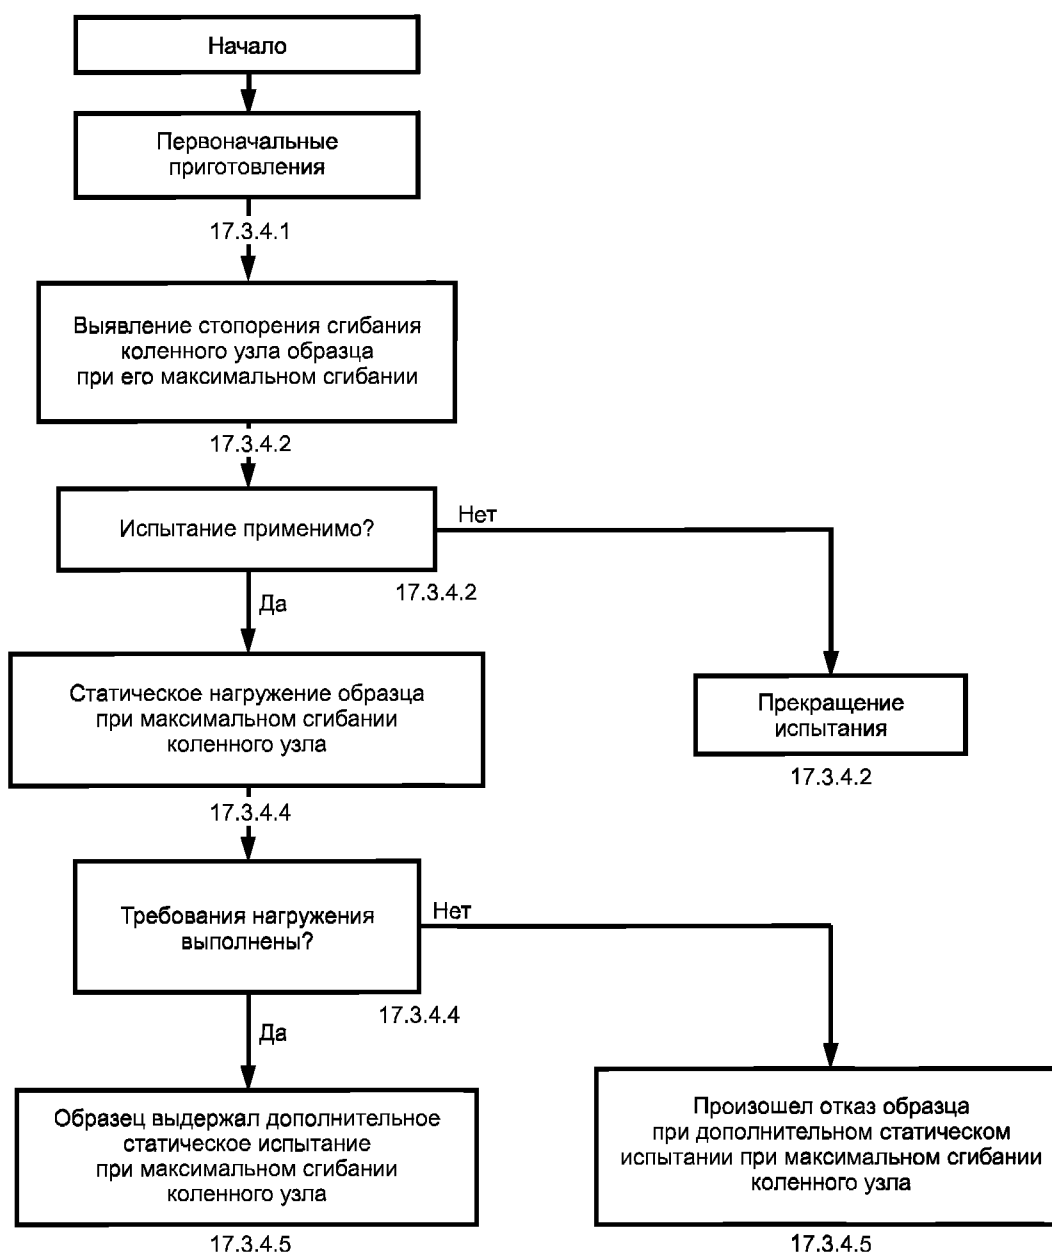 Начало
Первоначальные
приготовления
17.3.4.1
Выявление стопорения сгибания
коленного узла образца
при его максимальном сгибании
17.3.4.2
Испытание применимо?
Нет
17.3.4.2
Да
Статическое нагружение образца
при максимальном сгибании
коленного узла
Прекращение
испытания
17.3.4.2
17.3.4.4
Требования нагружения
выполнены?
Нет
17.3.4.4
Да
Образец выдержал дополнительное
статическое испытание
при максимальном сгибании
коленного узла
17.3.4.5
Произошел отказ образца
при дополнительном статическом
испытании при максимальном сгибании
коленного узла
17.3.4.5